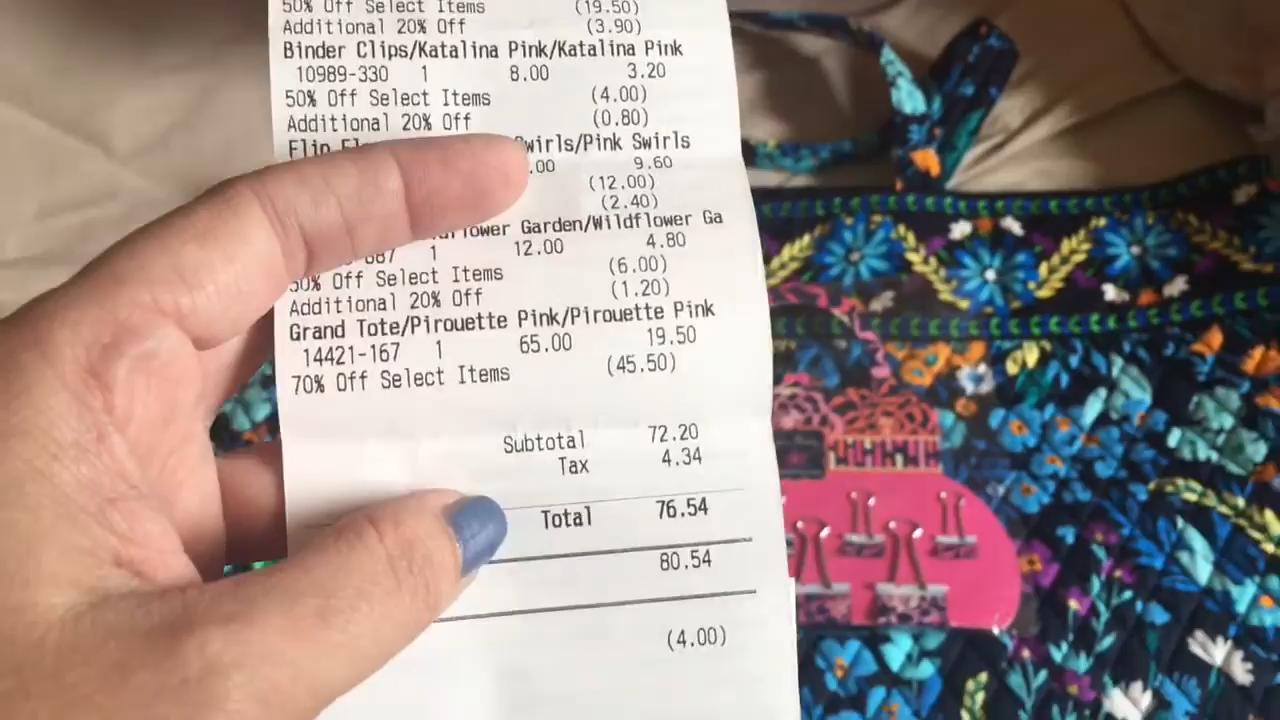 50% Off Select Items (19.50)
Additional 20% Off (3.90)
Binder Clips/Katalina Pink/Katalina Pink
10989-330 1 8.00 3.20
50% Off Select Items (4.00)
Additional 20% Off (0.80)
Swirls/Pink Swirls
.00 9.60
(12.00)
(2.40)
Garden/Wildflower Ga
1 12.00 4.80
50% Off Select Items (6.00)
Additional 20% Off (1.20)
Grand Tote/Pirouette Pink/Pirouette Pink
14421-167 1 65.00 19.50
70% Off Select Items (45.50)
Subtotal 72.20
Tax 4.34
Total 76.54
80.54
(4.00)